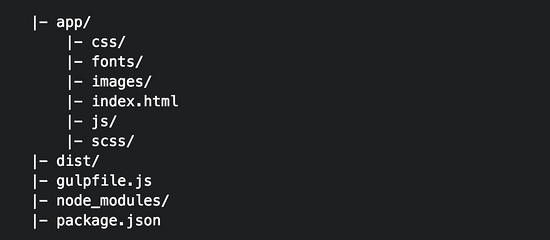 |– app/
    |– css/
    |– fonts/
    |– images/
    |– index.html
    |– js/
    |– scss/
|– dist/
|– gulpfile.js
|– node_modules/
|– package.json